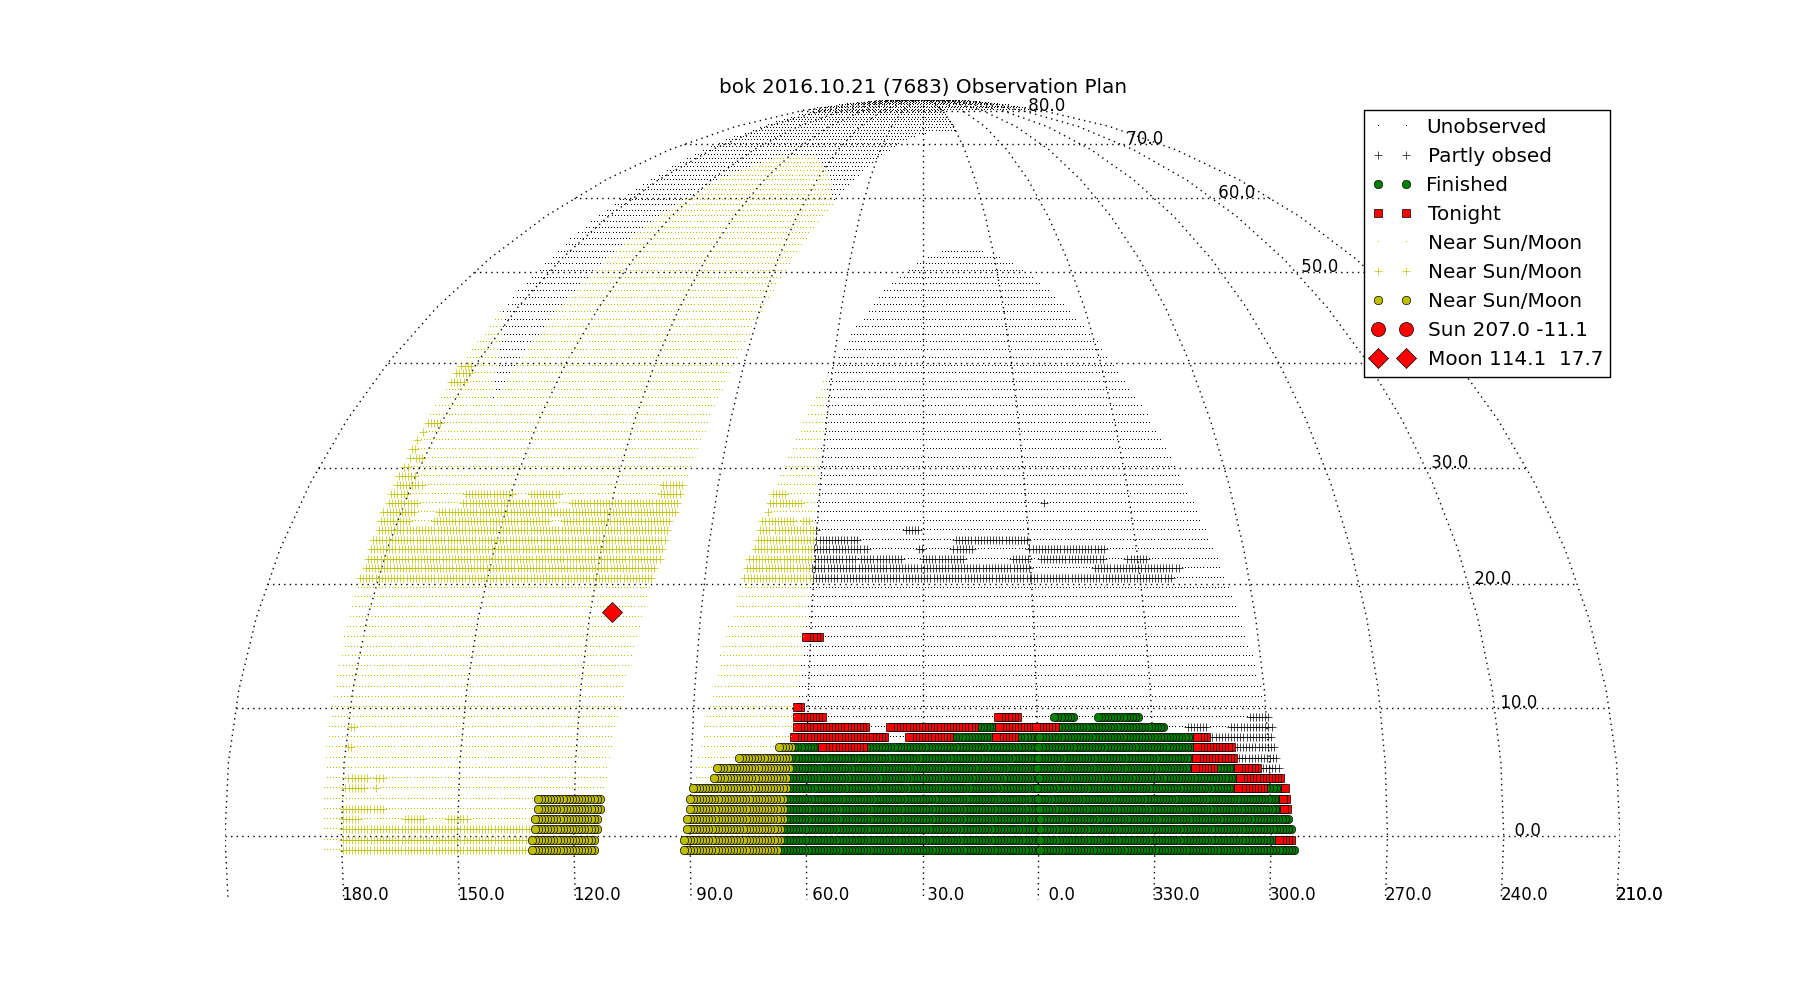 bok 2016.10.21 (7683) Observation Plan
80.0
70.0
60.0
50.0
30.0
20.0
10.0
0.0
Unobserved
Partly obsed
Finished
Tonight
Near Sun/Moon
Near Sun/Moon
Near Sun/Moon
Sun 207.0 -11.1
Moon 114.1 17.7
180.0 150.0 120.0 90.0 60.0 30.0 0.0 330.0 300.0 270.0 240.0 210.0